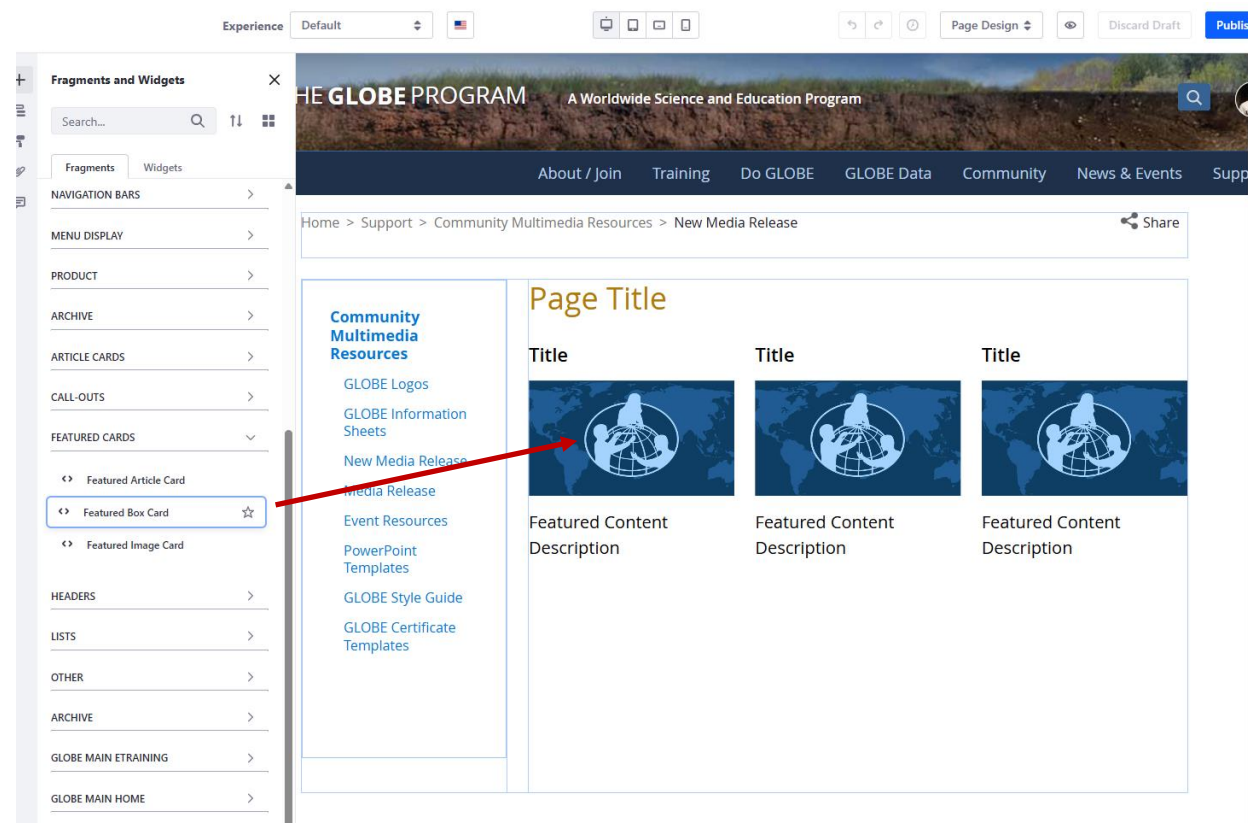 Experience
Default
Page Design
Discard Draft
Publis
Fragments and Widgets
Search...
Fragments
Widgets
NAVIGATION BARS
MENU DISPLAY
PRODUCT
ARCHIVE
ARTICLE CARDS
CALL-OUTS
FEATURED CARDS
Featured Article Card
Featured Box Card
Featured Image Card
HEADERS
LISTS
OTHER
ARCHIVE
GLOBE MAIN ETRAINING
GLOBE MAIN HOME
HE GLOBE PROGRAM
A Worldwide Science and Education Program
About / Join
Training
Do GLOBE
GLOBE Data
Community
News & Events
Supp
Home > Support > Community Multimedia Resources > New Media Release
Share
Community
Multimedia
Resources
GLOBE Logos
GLOBE Information
Sheets
New Media Release
Media Release
Event Resources
PowerPoint
Templates
GLOBE Style Guide
GLOBE Certificate
Templates
Page Title
Title
Featured Content
Description
Title
Featured Content
Description
Title
Featured Content
Description